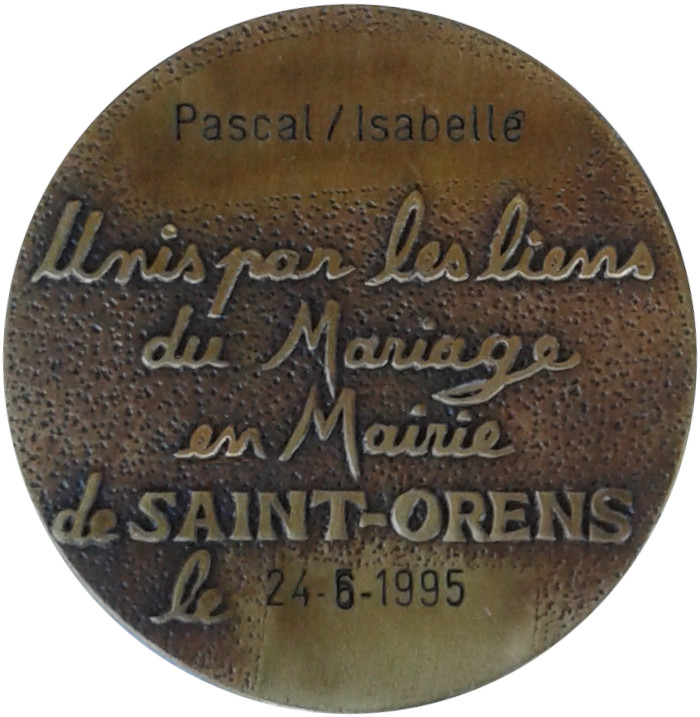 Pascal/Isabelle
Unis par les liens
du Mariage
en Mairie
de SAINT-ORENS
le 24-6-1995